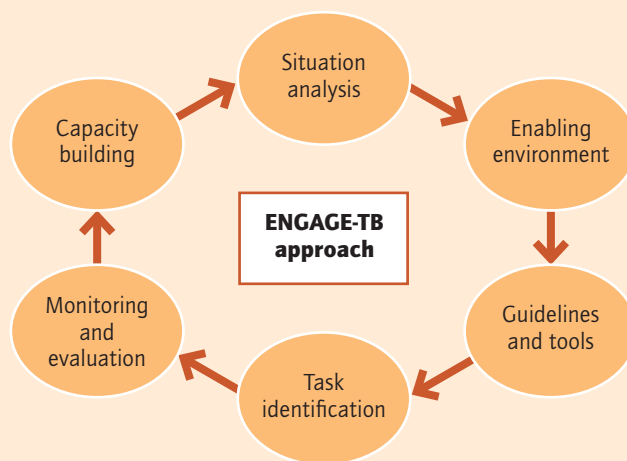 Situation
analysis
Enabling
environment
Guidelines
and tools
Task
identification
Monitoring
and
evaluation
Capacity
building
ENGAGE-TB
approach